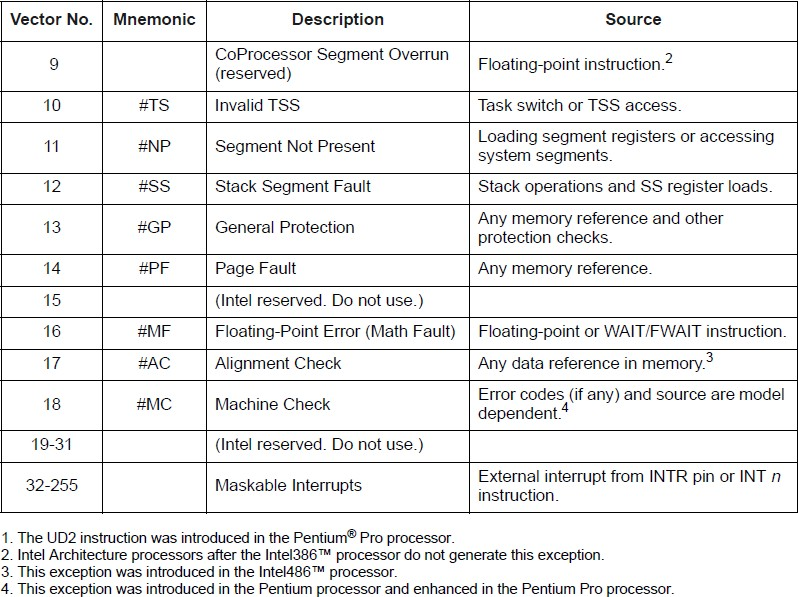 Vector No. Mnemonic Description Source
9 CoProcessor Segment Overrun (reserved) Floating-point instruction.2
10 #TS Invalid TSS Task switch or TSS access.
11 #NP Segment Not Present Loading segment registers or accessing system segments.
12 #SS Stack Segment Fault Stack operations and SS register loads.
13 #GP General Protection Any memory reference and other protection checks.
14 #PF Page Fault Any memory reference.
15 (Intel reserved. Do not use.)
16 #MF Floating-Point Error (Math Fault) Floating-point or WAIT/FWAIT instruction.
17 #AC Alignment Check Any data reference in memory.3
18 #MC Machine Check Error codes (if any) and source are model dependent.4
19-31 (Intel reserved. Do not use.)
32-255 Maskable Interrupts External interrupt from INTR pin or INT n instruction.
1. The UD2 instruction was introduced in the Pentium® Pro processor.
2. Intel Architecture processors after the Intel386™ processor do not generate this exception.
3. This exception was introduced in the Intel486™ processor.
4. This exception was introduced in the Pentium processor and enhanced in the Pentium Pro processor.